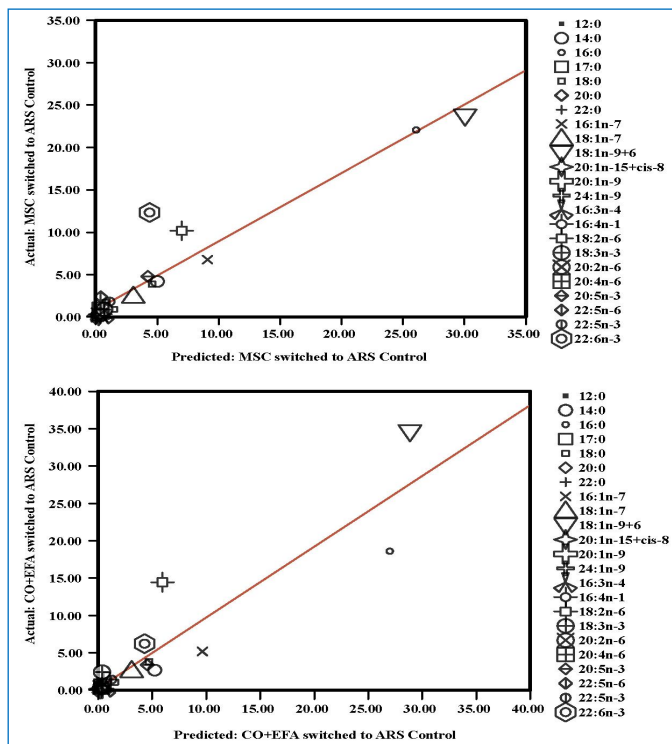 35.00
30.00
25.00
20.00
15.00
10.00
5.00
0.00
0.00
5.00
10.00
15.00
20.00
25.00
30.00
35.00
Actual: MSC switched to ARS Control
Predicted: MSC switched to ARS Control
12:0
14:0
16:0
17:0
18:0
20:0
22:0
16:1n-7
18:1n-7
18:1n-9+6
20:1n-15+cis-8
20:1n-9
24:1n-9
16:3n-4
16:4n-1
18:2n-6
18:3n-3
20:2n-6
20:4n-6
20:5n-3
22:5n-6
22:5n-3
22:6n-3
40.00
35.00
30.00
25.00
20.00
15.00
10.00
5.00
0.00
0.00
5.00
10.00
15.00
20.00
25.00
30.00
35.00
40.00
Actual: CO+EFA switched to ARS Control
Predicted: CO+EFA switched to ARS Control
12:0
14:0
16:0
17:0
18:0
20:0
22:0
16:1n-7
18:1n-7
18:1n-9+6
20:1n-15+cis-8
20:1n-9
24:1n-9
16:3n-4
16:4n-1
18:2n-6
18:3n-3
20:2n-6
20:4n-6
20:5n-3
22:5n-6
22:5n-3
22:6n-3